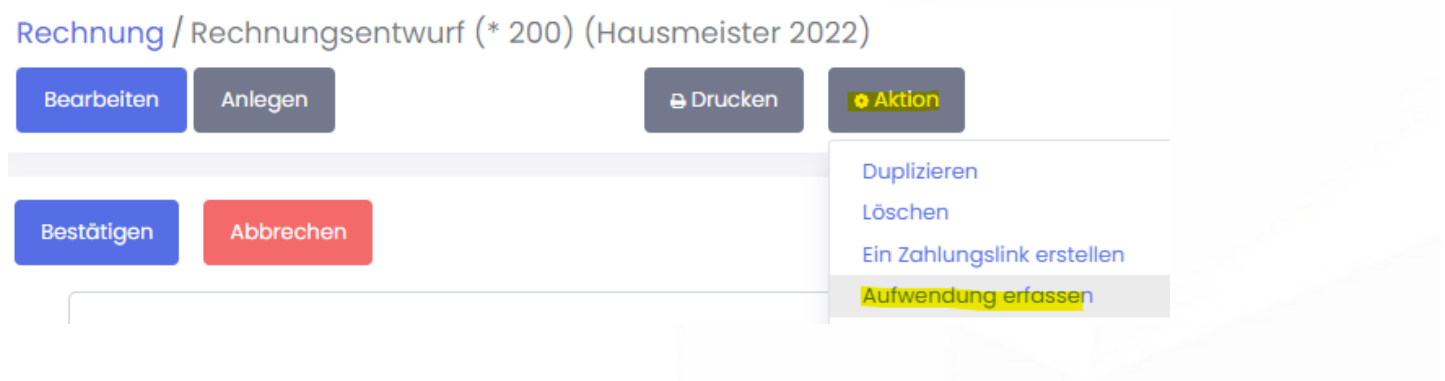 Rechnung / Rechnungsentwurf (* 200) (Hausmeister 2022)
Bearbeiten Anlegen Drucken Aktion
Duplizieren
Löschen
Bestätigen Abbrechen
Ein Zahlungslink erstellen
Aufwendung erfassen